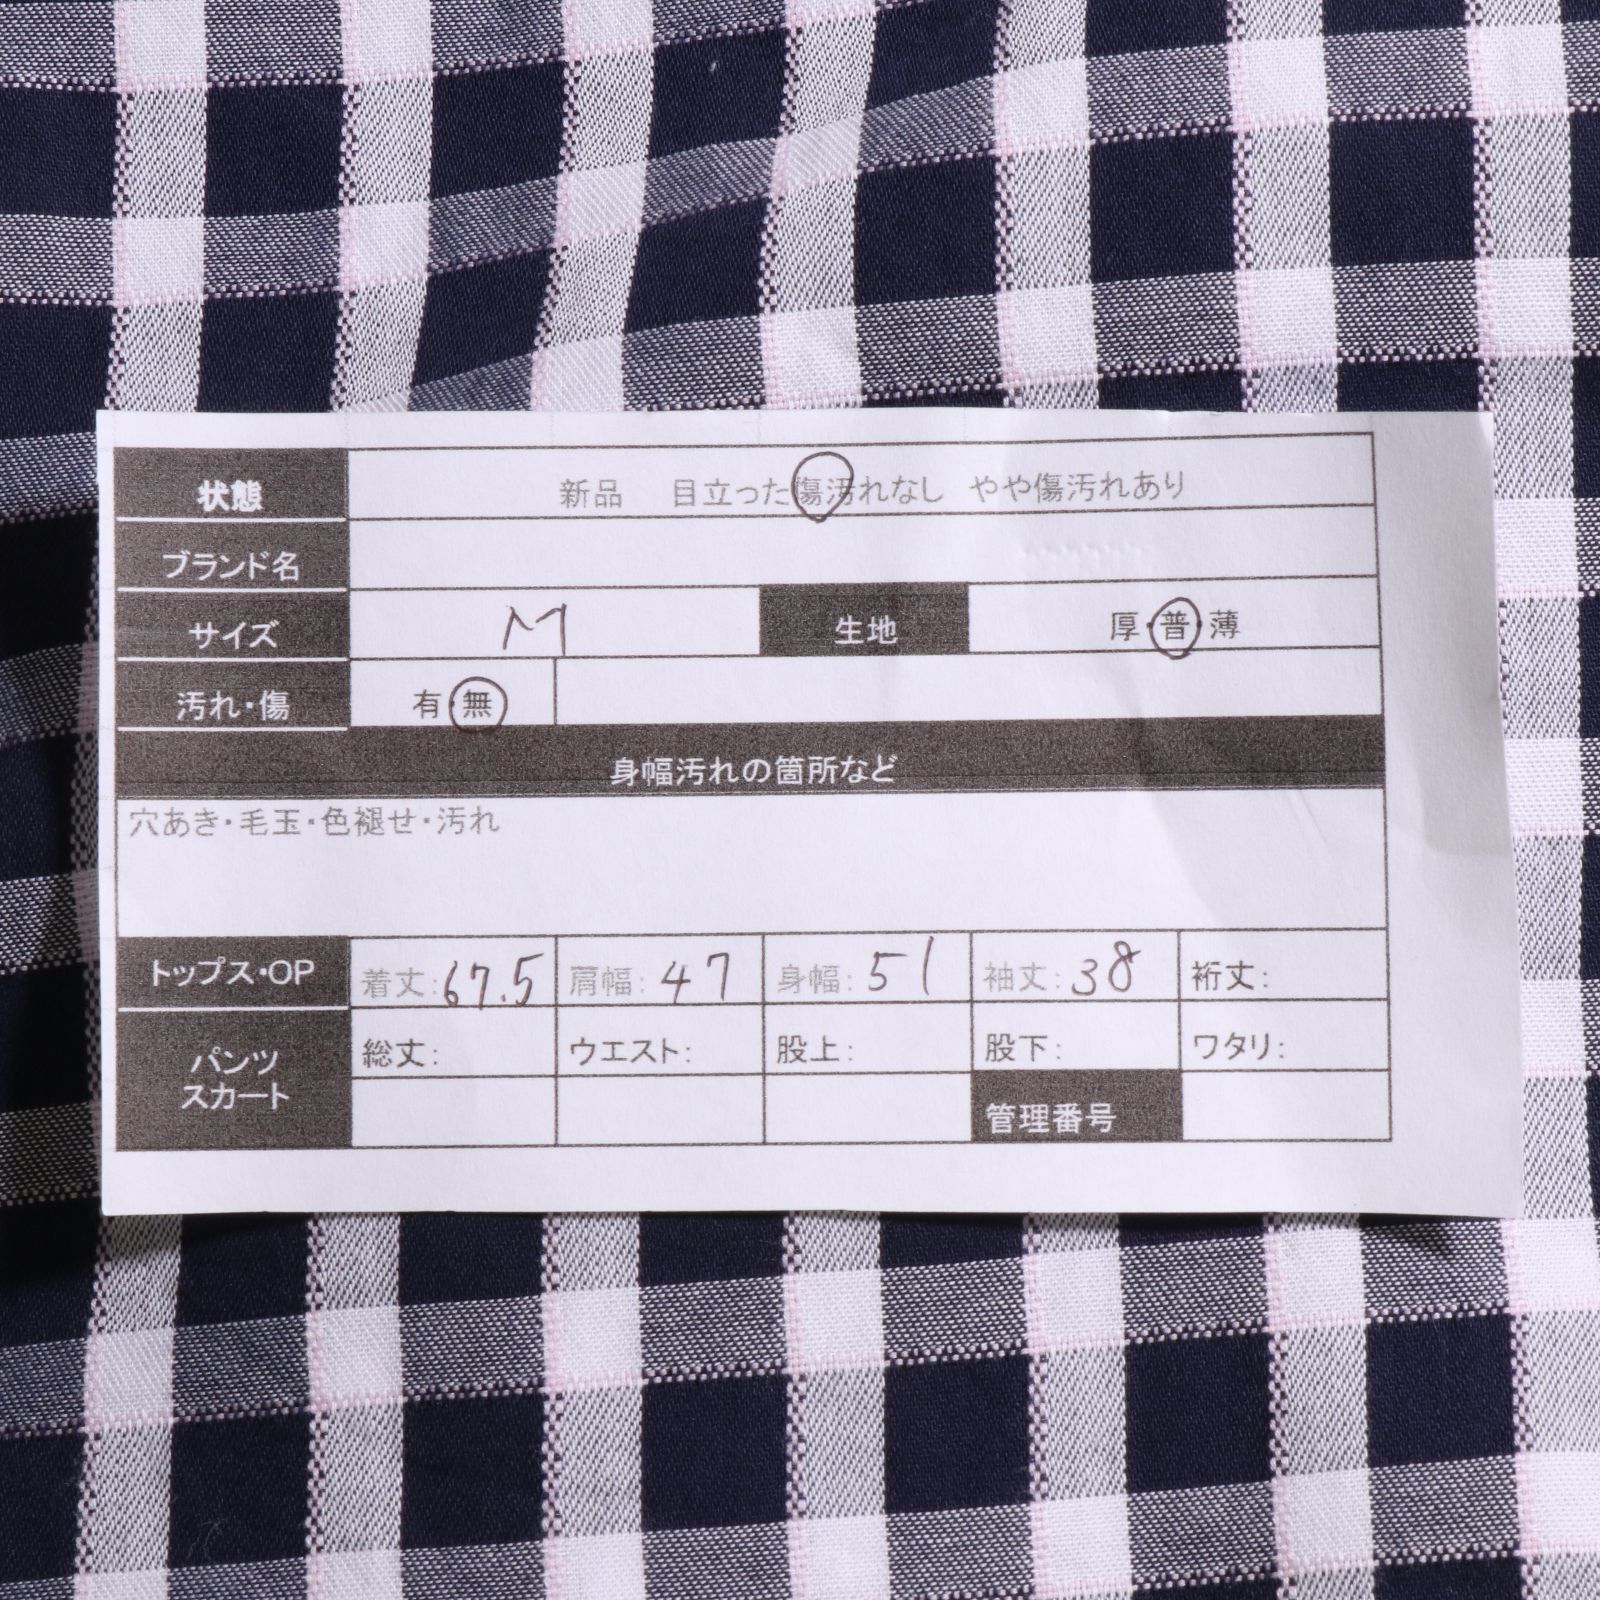 状態 新品 目立った傷汚れなし やや傷汚れあり
ブランド名
サイズ M 生地 厚・普・薄
汚れ・傷 有・無
身幅汚れの箇所など
穴あき・毛玉・色褪せ・汚れ
トップス・OP 着丈:67.5 肩幅:47 身幅:51 袖丈:38 裄丈:
パンツ
スカート
総丈: ウエスト: 股上: 股下: ワタリ:
管理番号